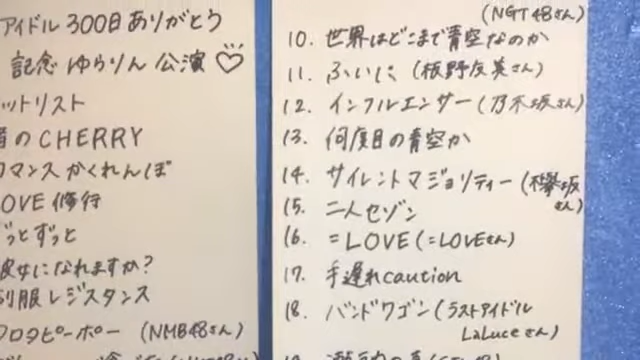 アイドル 300日 ありがとう
記念 ゆらりん 公演♡
ットリスト
のCHERRY
マンスかくれんぼ
OVE 修行
っとずっと
女になれますか?
服レジスタンス
ロタピーポー (NMB48さん)
(NGT48さん)
10. 世界はどこまで青空なのか
11. ふいに (板野友美さん)
12. インフルエンサー (乃木坂さん)
13. 何度目の青空か
14. サイレントマジョリティー (欅坂さん)
15. 二人セゾン
16. =LOVE (=LOVEさん)
17. 手遅れcaution
18. バンドワゴン (ラストアイドル
LaLuceさん)